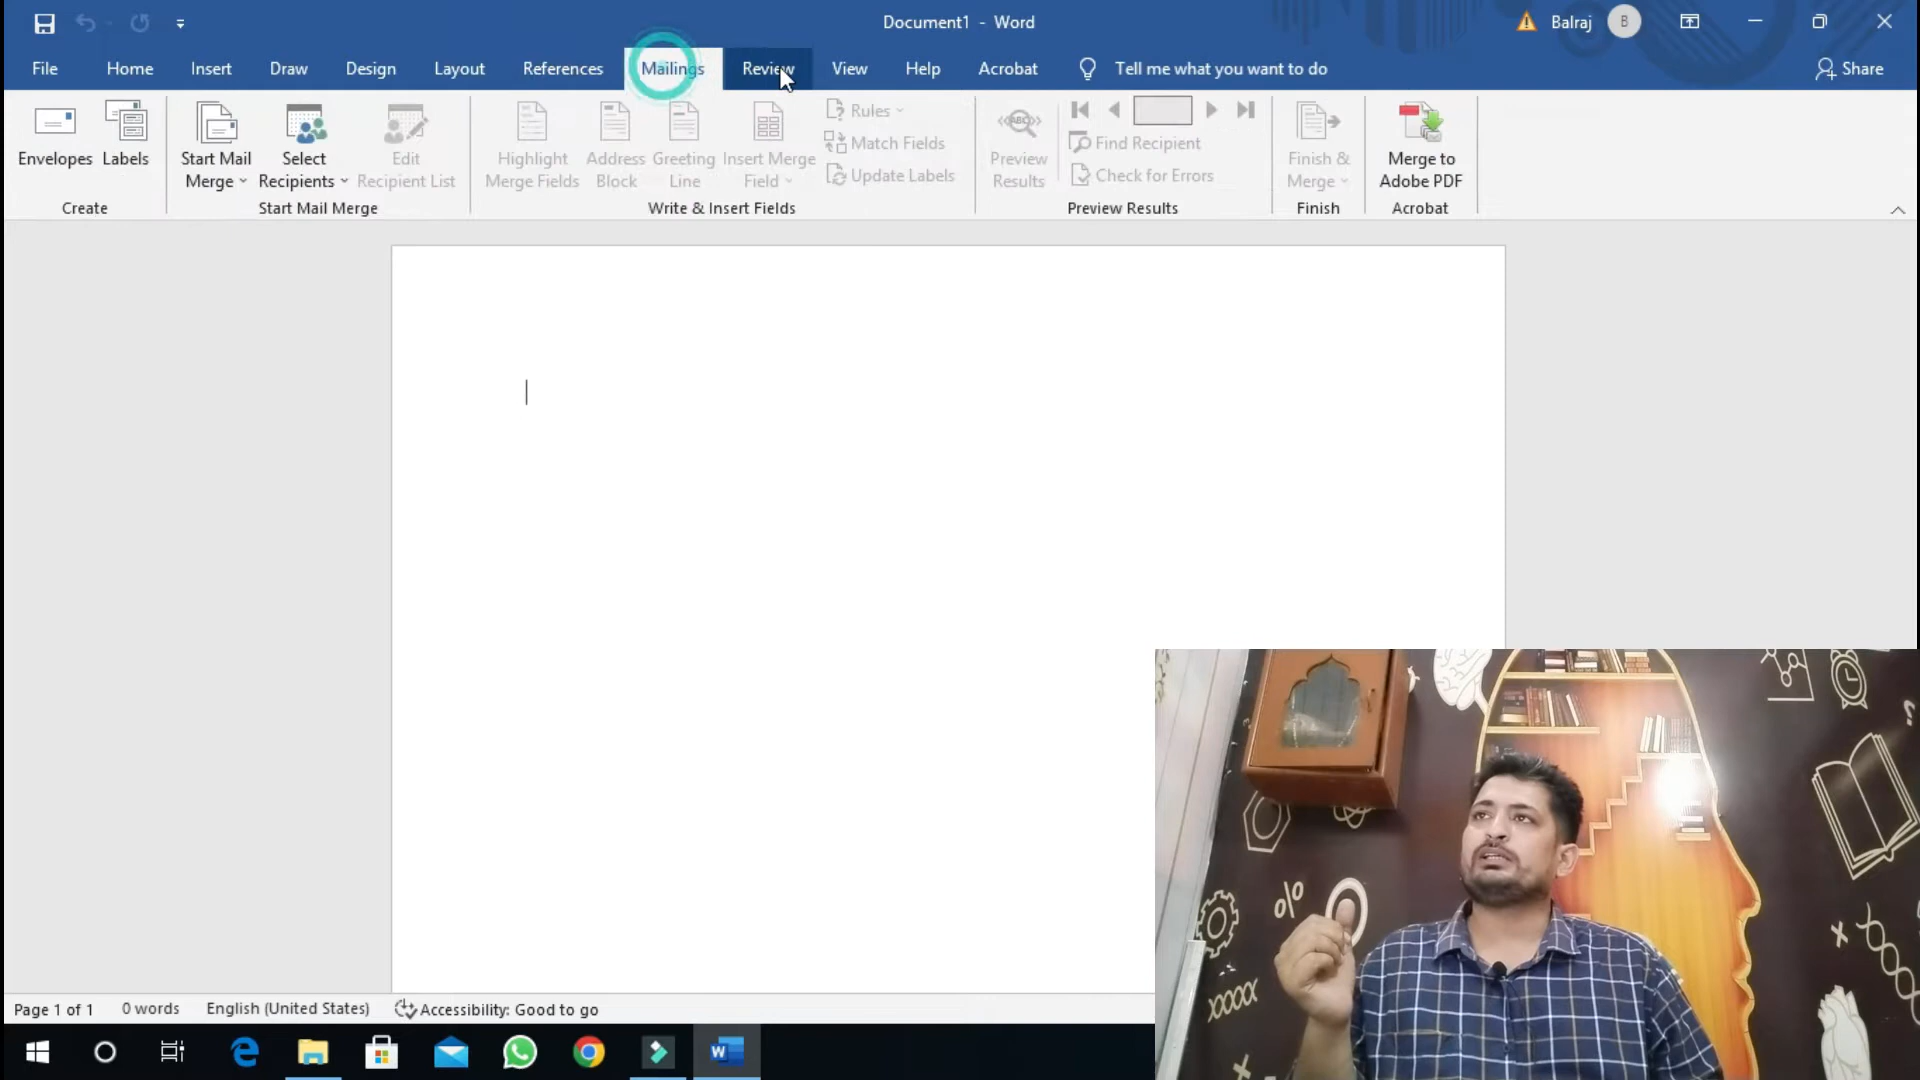 Document1 - Word
Balraj
B
File Home Insert Draw Design Layout References Mailings Review View Help Acrobat Tell me what you want to do Share
Envelopes
Labels
Create
Start Mail
Merge
Select
Recipients
Edit
Recipient List
Start Mail Merge
Highlight
Merge Fields
Address
Block
Greeting
Line
Insert Merge
Field
Rules
Match Fields
Update Labels
Write & Insert Fields
ABC
Preview
Results
Find Recipient
Check for Errors
Preview Results
Finish &
Merge
Finish
Merge to
Adobe PDF
Acrobat
%
Page 1 of 1 0 words English (United States) Accessibility: Good to go